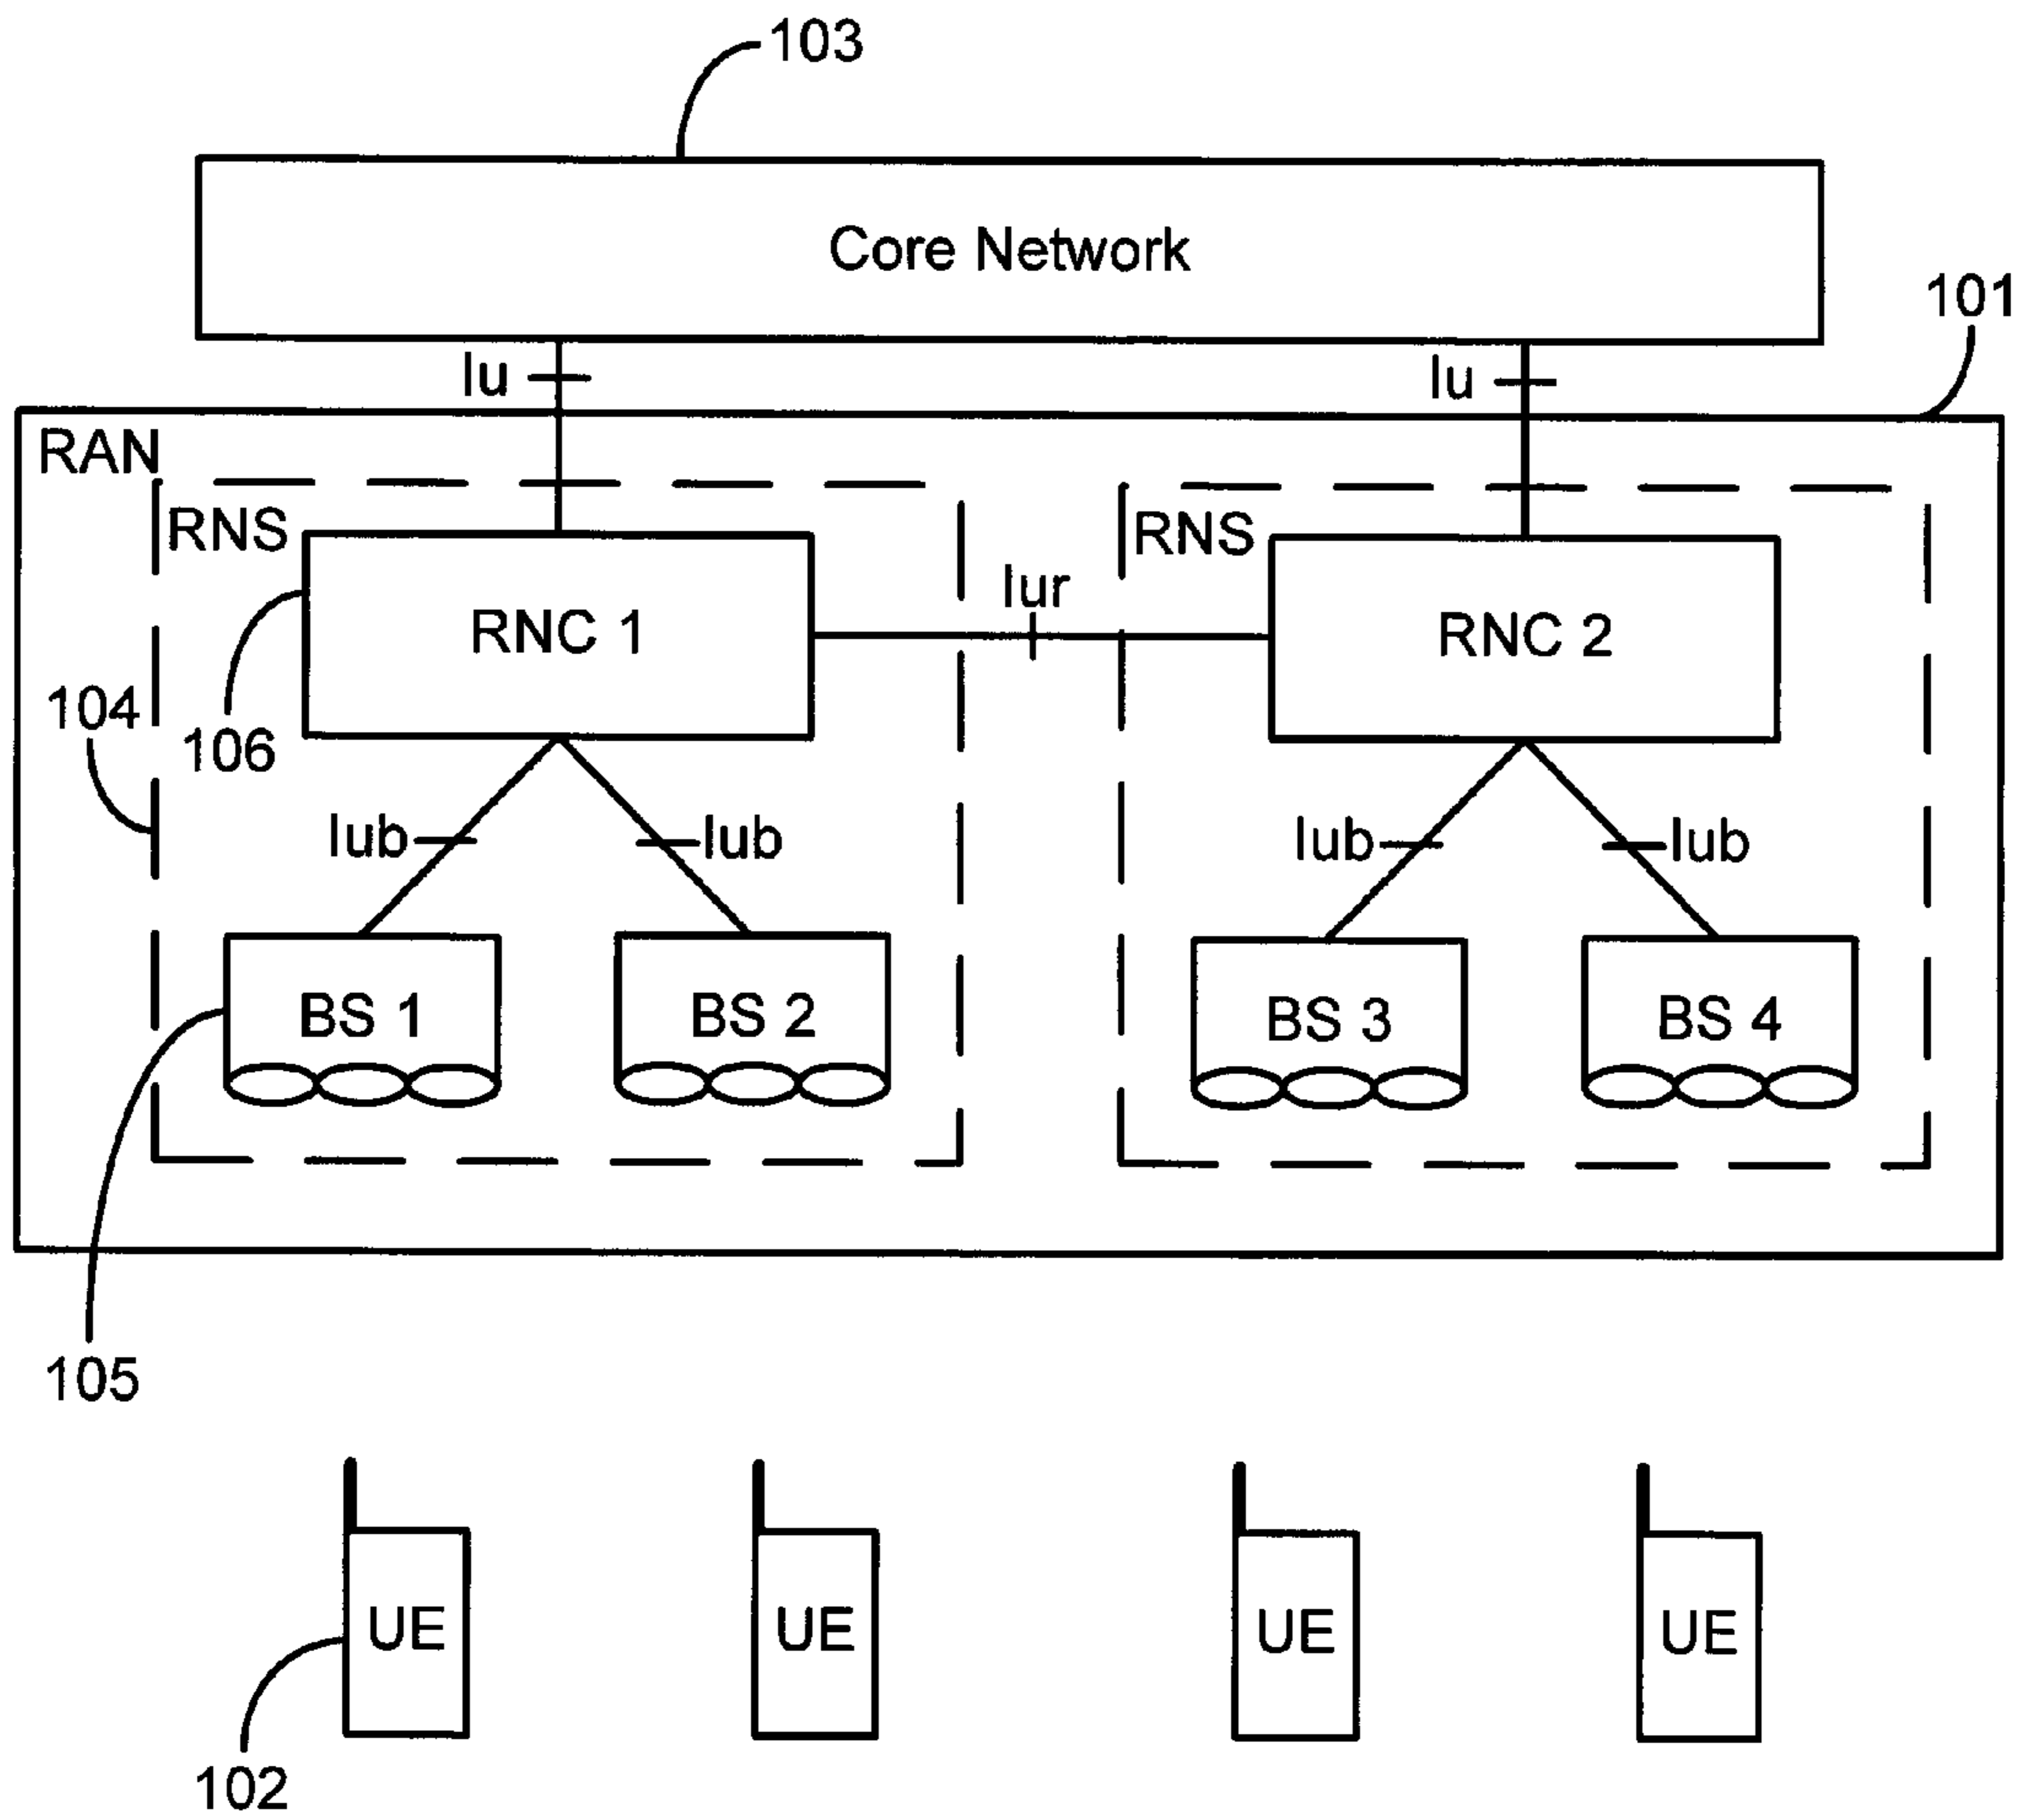 103
Core Network
101
Iu
Iu
RAN
RNS
RNS
Iur
RNC 1
RNC 2
104
106
Iub
Iub
Iub
Iub
BS 1
BS 2
BS 3
BS 4
105
UE
UE
UE
UE
102